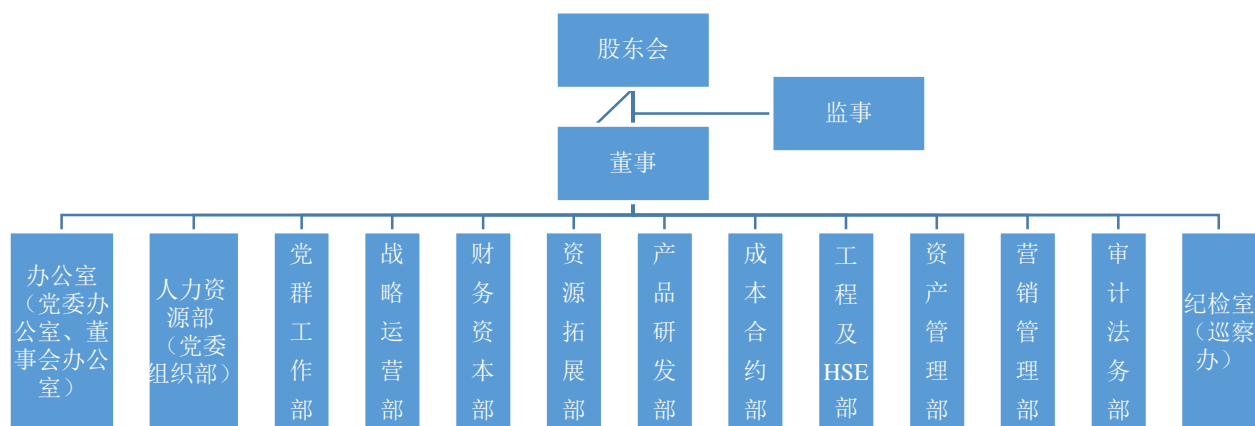 股东会
监事
董事
办公室
（党委办
公室、董
事会办公
室）
人力资
源部
（党委
组织部）
党群工作部
战略运营部
财务资本部
资源拓展部
产品研发部
成本合约部
工程及HSE部
资产管理部
营销管理部
审计法务部
纪检室
（巡察
办）